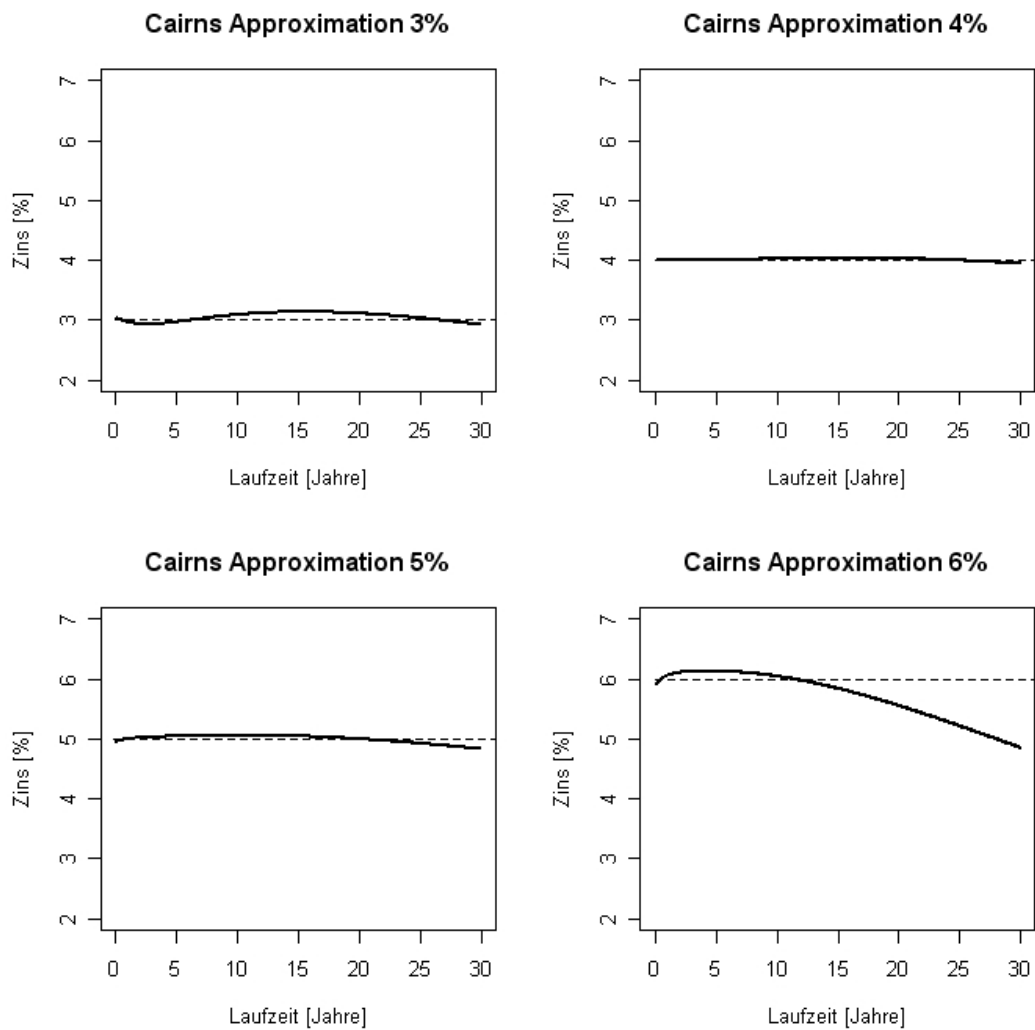 Cairns Approximation 3%
Zins [%]
7
6
5
4
3
2
0 5 10 15 20 25 30
Laufzeit [Jahre]
Cairns Approximation 4%
Zins [%]
7
6
5
4
3
2
0 5 10 15 20 25 30
Laufzeit [Jahre]
Cairns Approximation 5%
Zins [%]
7
6
5
4
3
2
0 5 10 15 20 25 30
Laufzeit [Jahre]
Cairns Approximation 6%
Zins [%]
7
6
5
4
3
2
0 5 10 15 20 25 30
Laufzeit [Jahre]